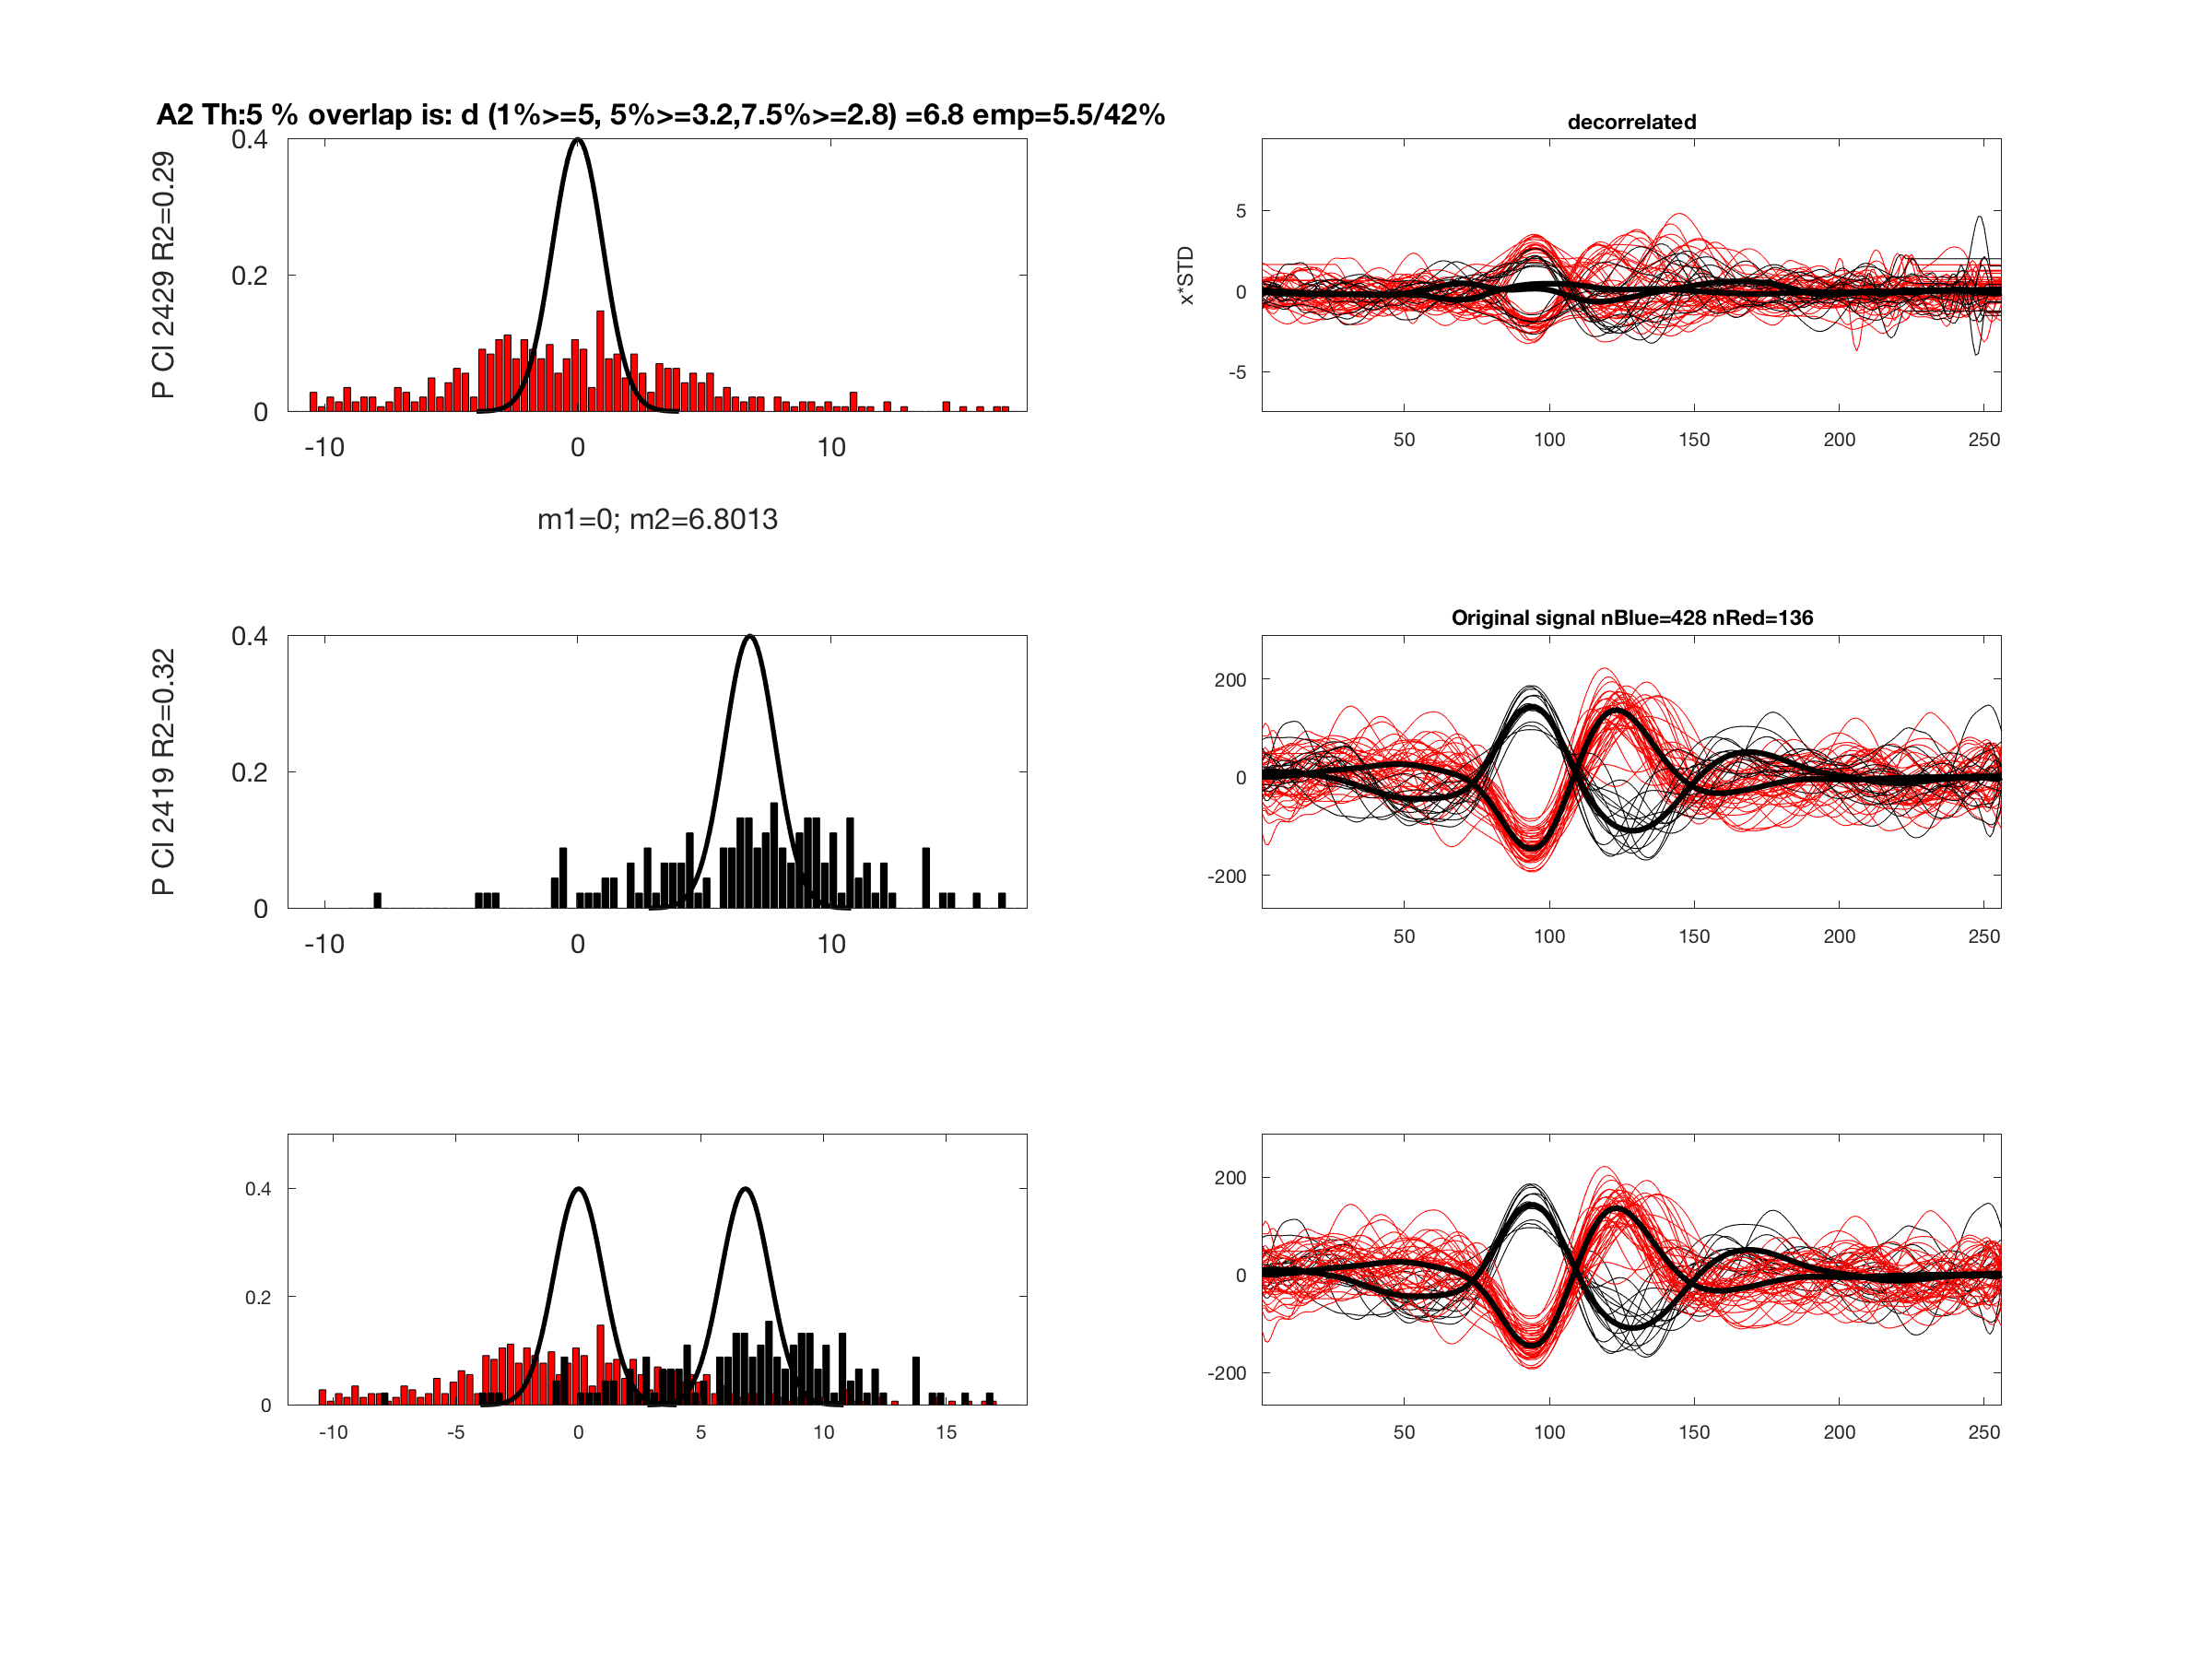 A2 Th:5 % overlap is: d (1%>=5, 5%>=3.2,7.5%>=2.8) =6.8 emp=5.5/42%
P Cl 2429 R2=0.29
0.4
0.2
0
-10 0 10
m1=0; m2=6.8013
decorrelated
x*STD
5
0
-5
50 100 150 200 250
P Cl 2419 R2=0.32
0.4
0.2
0
-10 0 10
Original signal nBlue=428 nRed=136
200
0
-200
50 100 150 200 250
0.4
0.2
0
-10 -5 0 5 10 15
200
0
-200
50 100 150 200 250